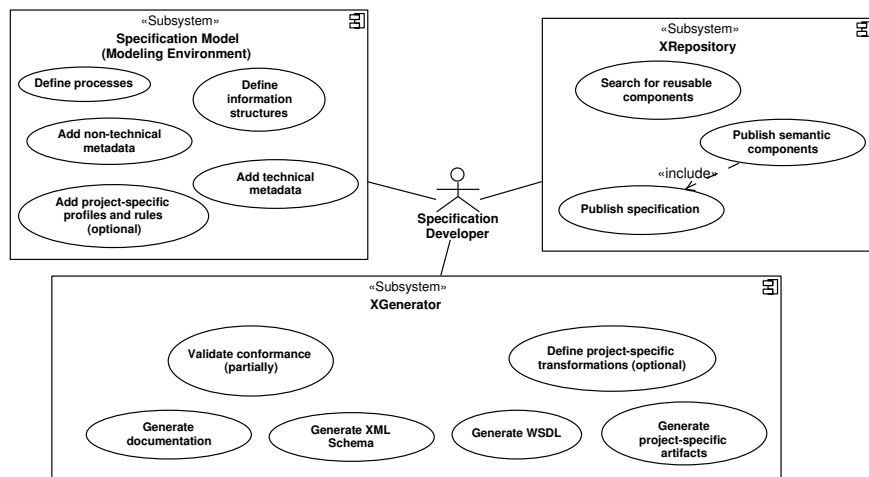 «Subsystem»
Specification Model
(Modeling Environment)
Define processes
Define
information
structures
Add non-technical
metadata
Add technical
metadata
Add project-specific
profiles and rules
(optional)
Specification
Developer
«Subsystem»
XRepository
Search for reusable
components
Publish semantic
components
«include»
Publish specification
«Subsystem»
XGenerator
Validate conformance
(partially)
Define project-specific
transformations (optional)
Generate
documentation
Generate XML
Schema
Generate WSDL
Generate
project-specific
artifacts